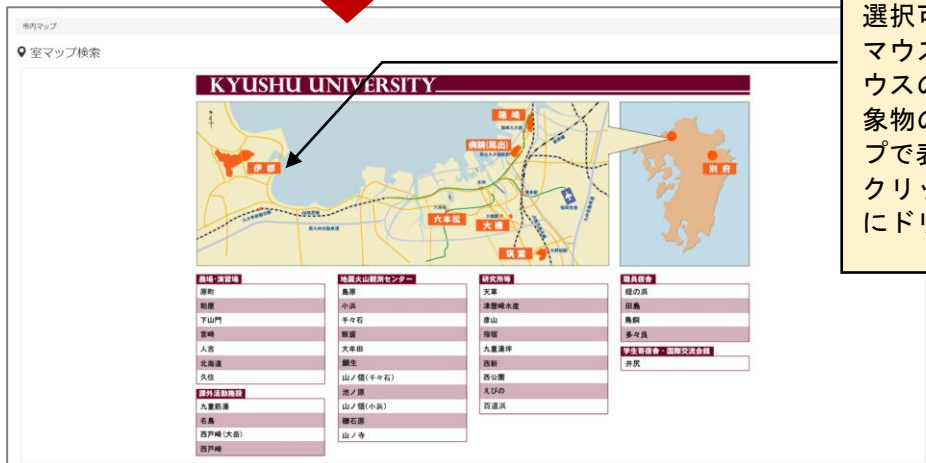 市内マップ
室マップ検索
KYUSHU UNIVERSITY
箱崎
病院(馬出)
伊都
六本松
大橋
筑紫
別府
農場・演習場
原町
粕屋
下山門
宮崎
人吉
北海道
久住
課外活動施設
九重筋湯
名島
西戸崎(大岳)
西戸崎
地震火山観測センター
島原
小浜
千々石
飯盛
大牟田
鯛生
山ノ領(千々石)
池ノ原
山ノ領(小浜)
礫石原
山ノ寺
研究所等
天草
津屋崎水産
彦山
指宿
九重湯坪
西新
西公園
えびの
百道浜
職員宿舎
姪の浜
田島
鳥飼
多々良
学生寄宿舎・国際交流会館
井尻
選択可
マウス
ウスの
象物の
プで表
クリッ
にドリ